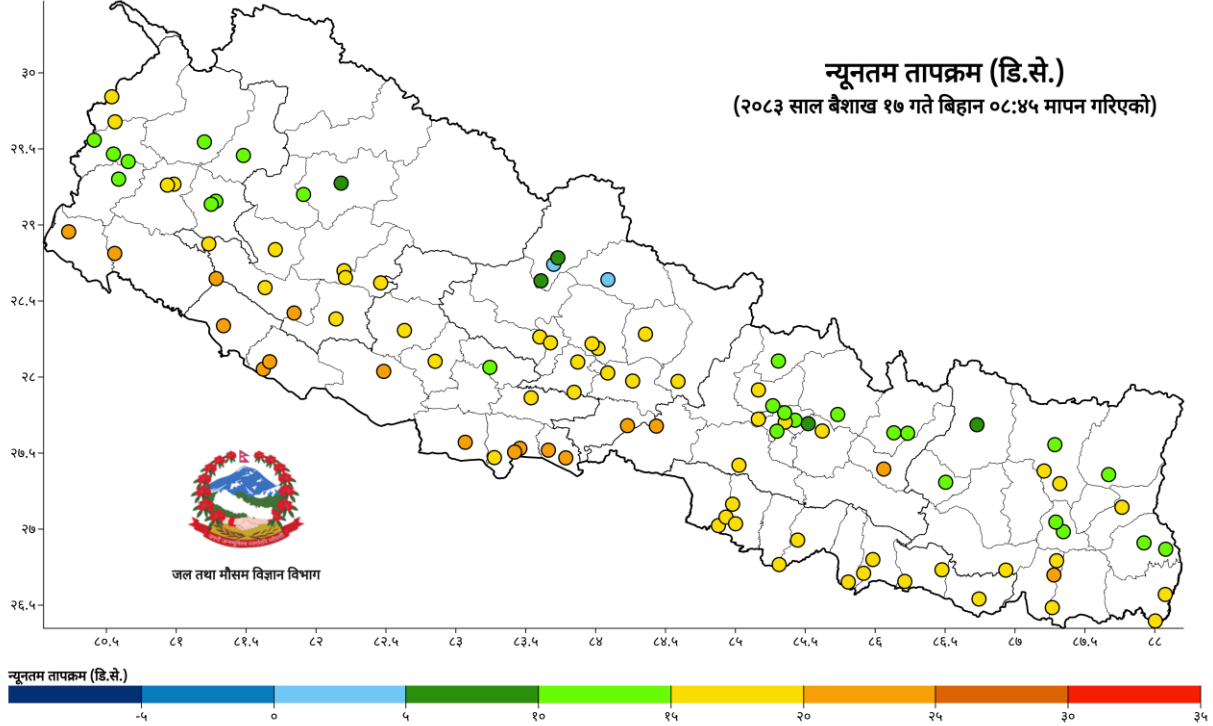 न्यूनतम तापक्रम (डि.से.)
(२०८३ साल बैशाख १७ गते बिहान ०८:४५ मापन गरिएको)
३०
२९.५
२९
२८.५
२८
२७.५
२७
२६.५
जल तथा मौसम विज्ञान विभाग
८०.५ ८१ ८१.५ ८२ ८२.५ ८३ ८३.५ ८४ ८४.५ ८५ ८५.५ ८६ ८६.५ ८७ ८७.५ ८८
न्यूनतम तापक्रम (डि.से.)
-५ ० ५ १० १५ २० २५ ३० ३५